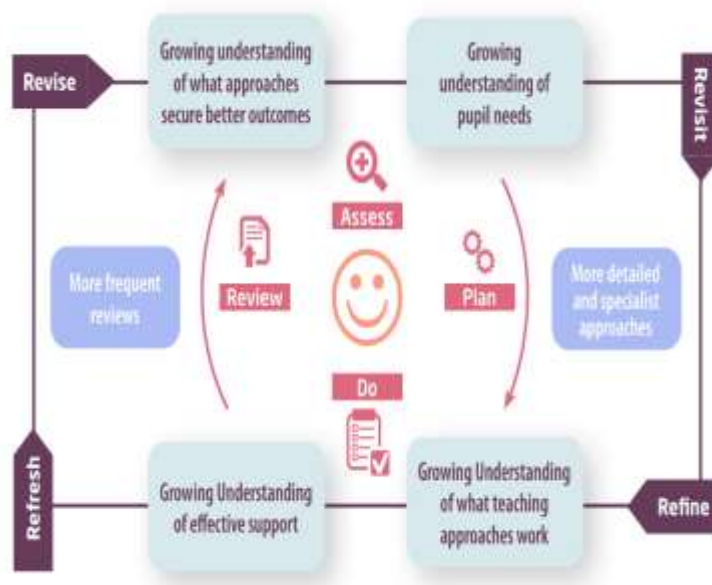 Revise
Growing understanding
of what approaches
secure better outcomes
Growing
understanding of
pupil needs
Revisit
Assess
More frequent
reviews
Review
Plan
More detailed
and specialist
approaches
Do
Refresh
Growing Understanding
of effective support
Growing Understanding
of what teaching
approaches work
Refine